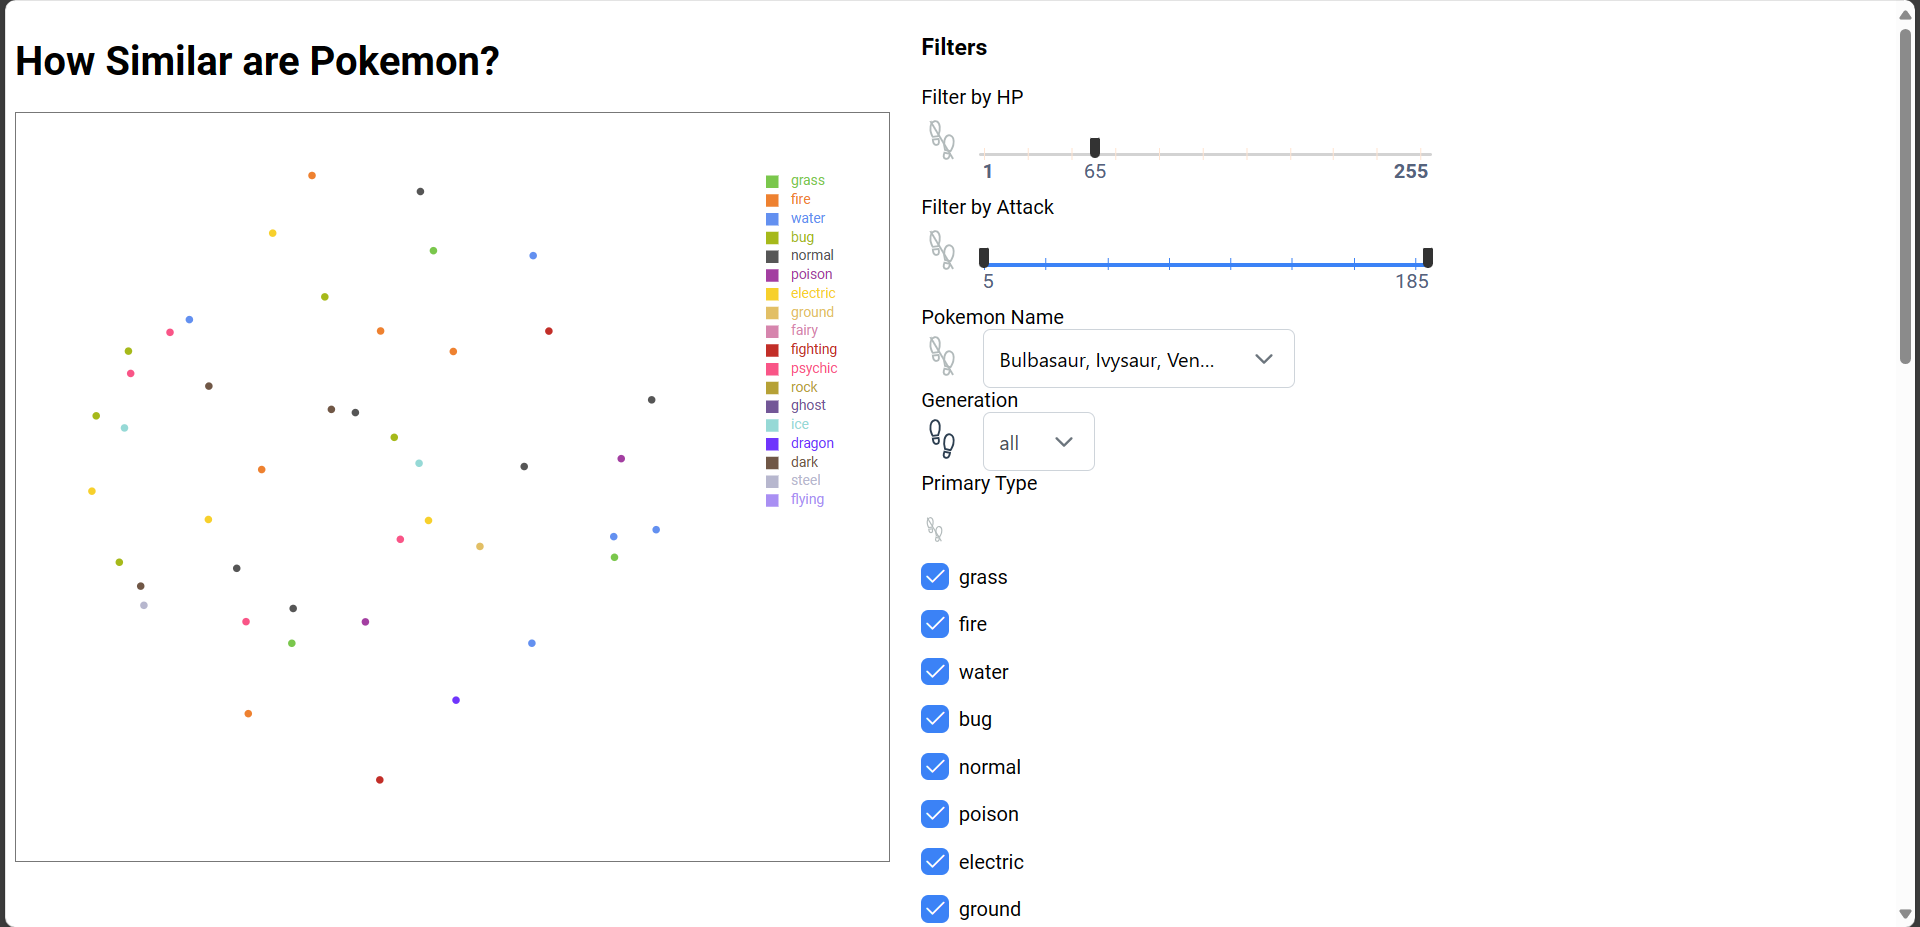 How Similar are Pokemon?
grass
fire
water
bug
normal
poison
electric
ground
fairy
fighting
psychic
rock
ghost
ice
dragon
dark
steel
flying
Filters
Filter by HP
1 65 255
Filter by Attack
5 185
Pokemon Name
Bulbasaur, Ivysaur, Ven...
Generation
all
Primary Type
grass
fire
water
bug
normal
poison
electric
ground